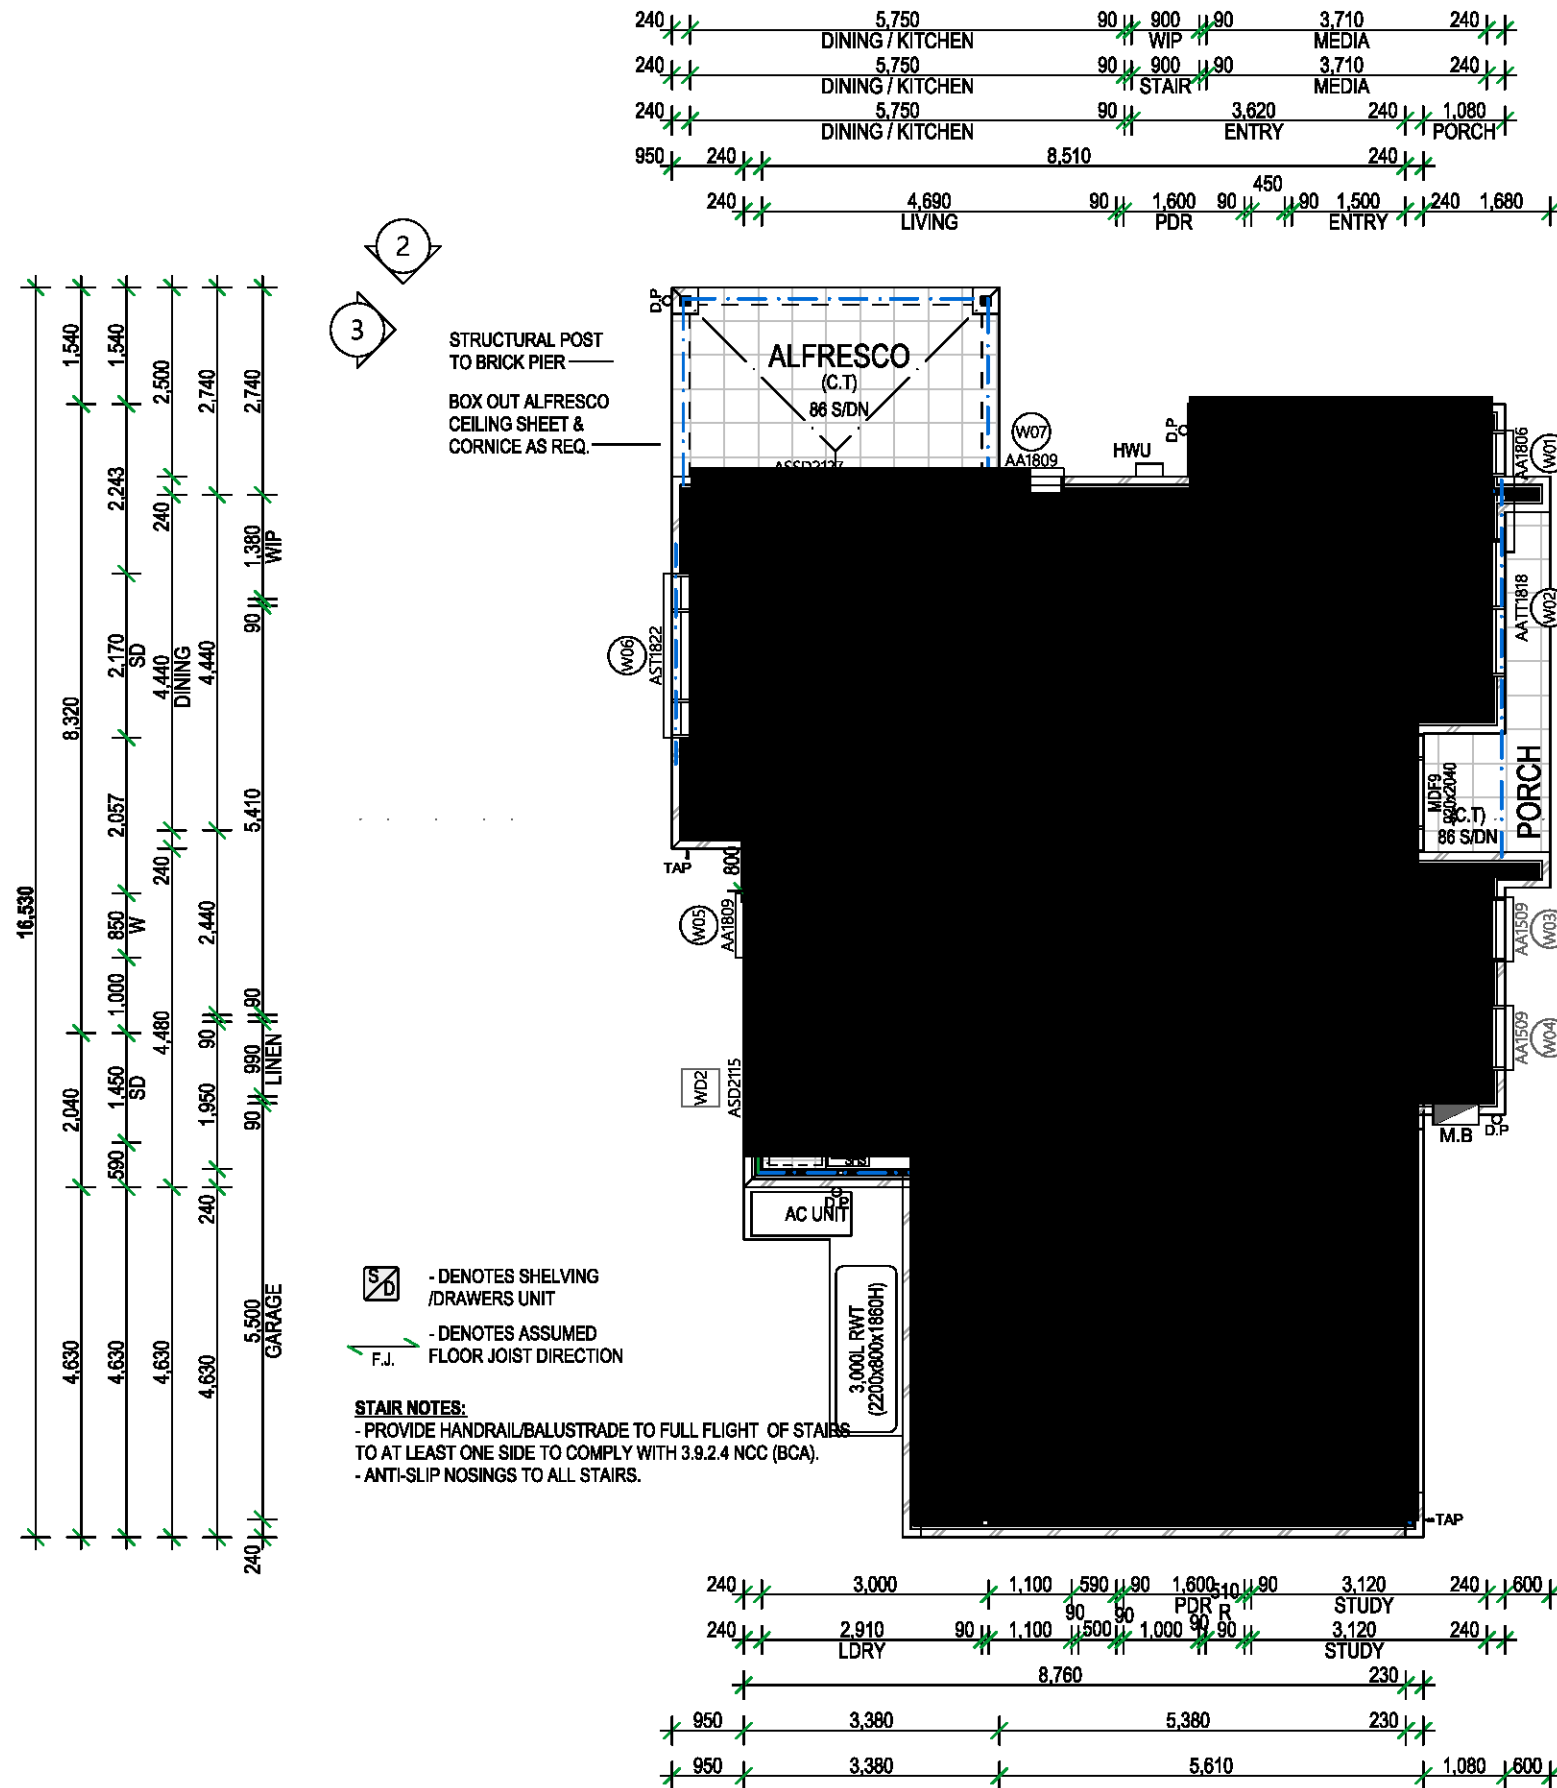 240 5,750 90 900 90 3,710 240
DINING / KITCHEN WIP MEDIA
240 5,750 90 900 90 3,710 240
DINING / KITCHEN STAIR MEDIA
240 5,750 90 3,620 240 1,080
DINING / KITCHEN ENTRY PORCH
950 240 8,510 240
450
240 4,690 90 1,600 90 90 1,500 240 1,680
LIVING PDR ENTRY
2
3
STRUCTURAL POST
TO BRICK PIER
BOX OUT ALFRESCO
CEILING SHEET &
CORNICE AS REQ.
D.P
ALFRESCO
(C.T)
86 S/DN
W07
AA1809
HWU
D.P
AA1806
W01
AATT1818
W02
W06
AST1822
MDF9
820x2040
(C.T)
86 S/DN
PORCH
TAP
800
W05
AA1809
AA1509
W03
AA1509
W04
WD2
ASD2115
M.B
D.P
SHS
D.P
AC UNIT
3,000L RWT
(2200x800x1860H)
TAP
16,530
1,540
8,320
2,040
4,630
1,540
2,243
2,170
SD
2,057
850
W
1,000
1,450
SD
590
4,630
2,500
240
4,440
DINING
240
4,480
4,630
2,740
4,440
2,440
90
1,950
240
4,630
2,740
1,380
WIP
90
5,410
90
990
LINEN
90
5,500
GARAGE
240
S/D
- DENOTES SHELVING
/DRAWERS UNIT
- DENOTES ASSUMED
F.J. FLOOR JOIST DIRECTION
STAIR NOTES:
- PROVIDE HANDRAIL/BALUSTRADE TO FULL FLIGHT OF STAIRS
TO AT LEAST ONE SIDE TO COMPLY WITH 3.9.2.4 NCC (BCA).
- ANTI-SLIP NOSINGS TO ALL STAIRS.
240 3,000 1,100 590 90 1,600 510 90 3,120 240 600
PDR R STUDY
90 90 90
240 2,910 90 1,100 500 1,000 90 3,120 240
LDRY STUDY
8,760 230
950 3,380 5,380 230
950 3,380 5,610 1,080 600